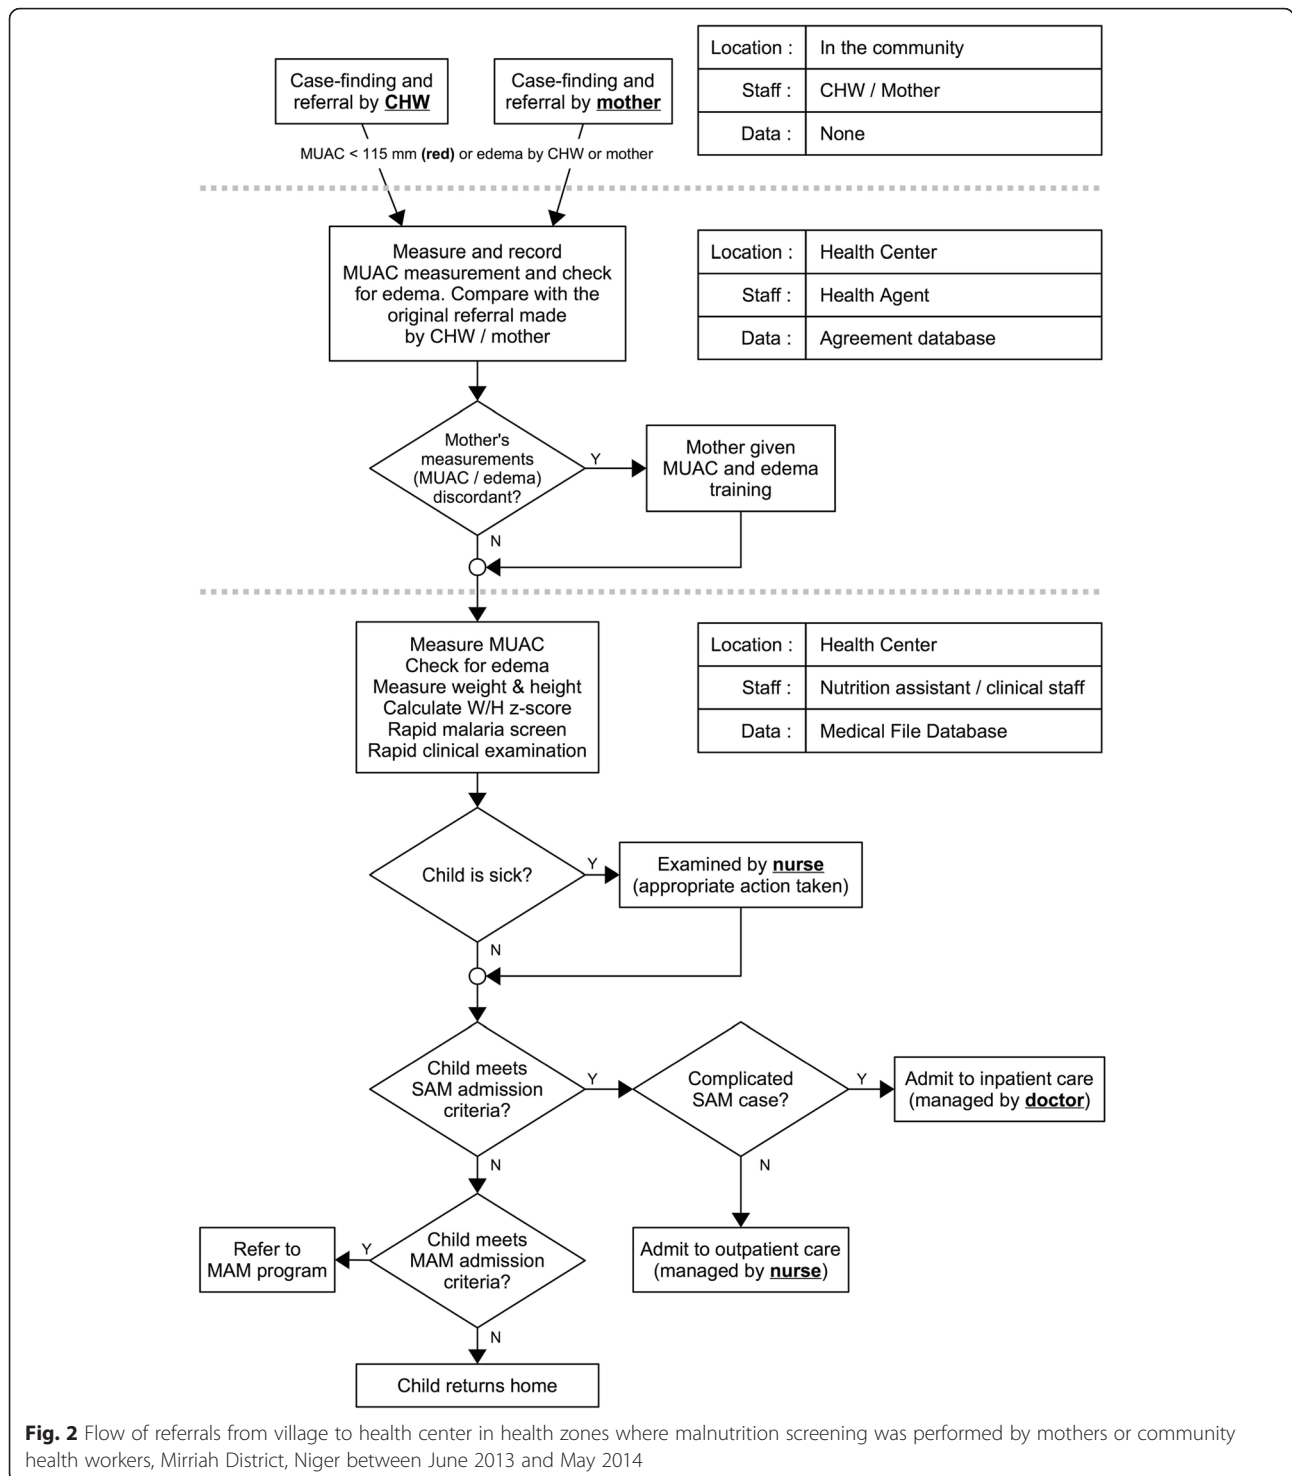 Case-finding and
referral by CHW
Case-finding and
referral by mother
Location : In the community
Staff : CHW / Mother
Data : None
MUAC < 115 mm (red) or edema by CHW or mother
Measure and record
MUAC measurement and check
for edema. Compare with the
original referral made
by CHW / mother
Location : Health Center
Staff : Health Agent
Data : Agreement database
Mother's
measurements
(MUAC / edema)
discordant?
Y
Mother given
MUAC and edema
training
N
Measure MUAC
Check for edema
Measure weight & height
Calculate W/H z-score
Rapid malaria screen
Rapid clinical examination
Location : Health Center
Staff : Nutrition assistant / clinical staff
Data : Medical File Database
Child is sick?
Y
Examined by nurse
(appropriate action taken)
N
Child meets
SAM admission
criteria?
Y
Complicated
SAM case?
Y
Admit to inpatient care
(managed by doctor)
N
N
Admit to outpatient care
(managed by nurse)
Child meets
MAM admission
criteria?
Y
Refer to
MAM program
N
Child returns home
Fig. 2 Flow of referrals from village to health center in health zones where malnutrition screening was performed by mothers or community
health workers, Mirriah District, Niger between June 2013 and May 2014